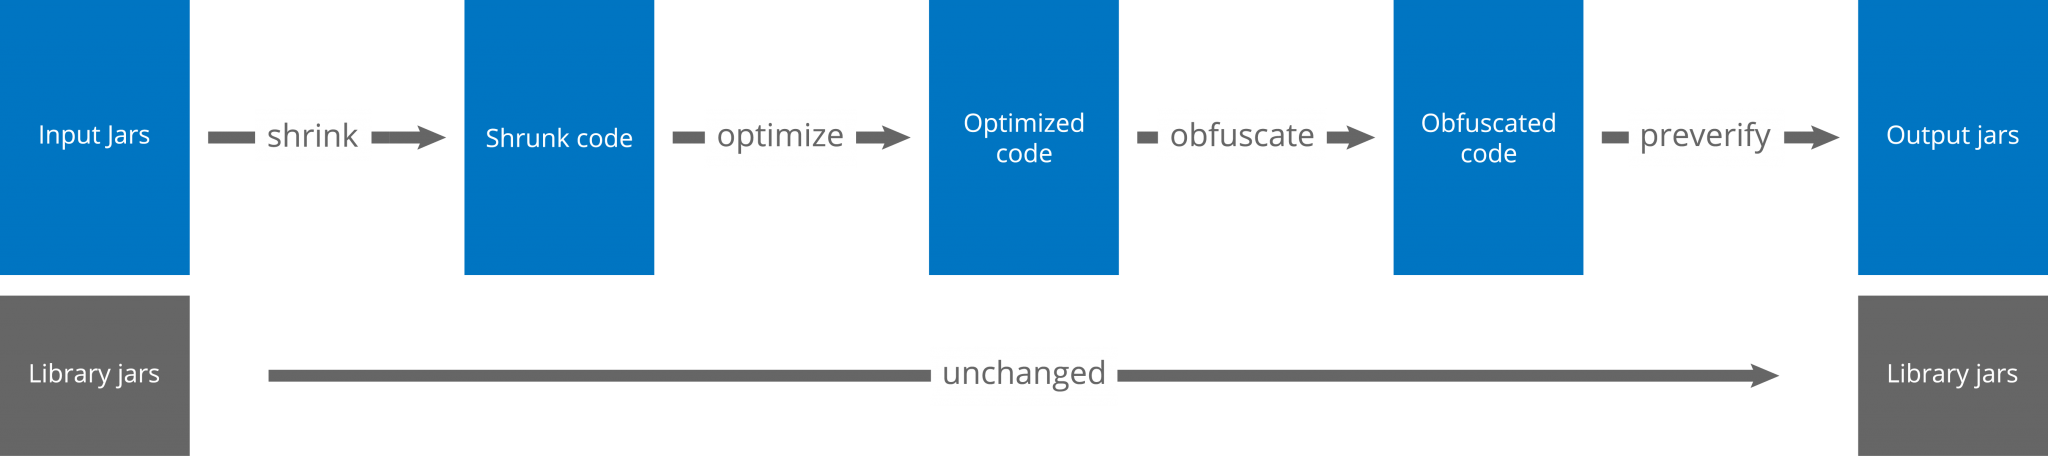 Input Jars
shrink
Shrunk code
optimize
Optimized
code
obfuscate
Obfuscated
code
preverify
Output jars
Library jars
unchanged
Library jars